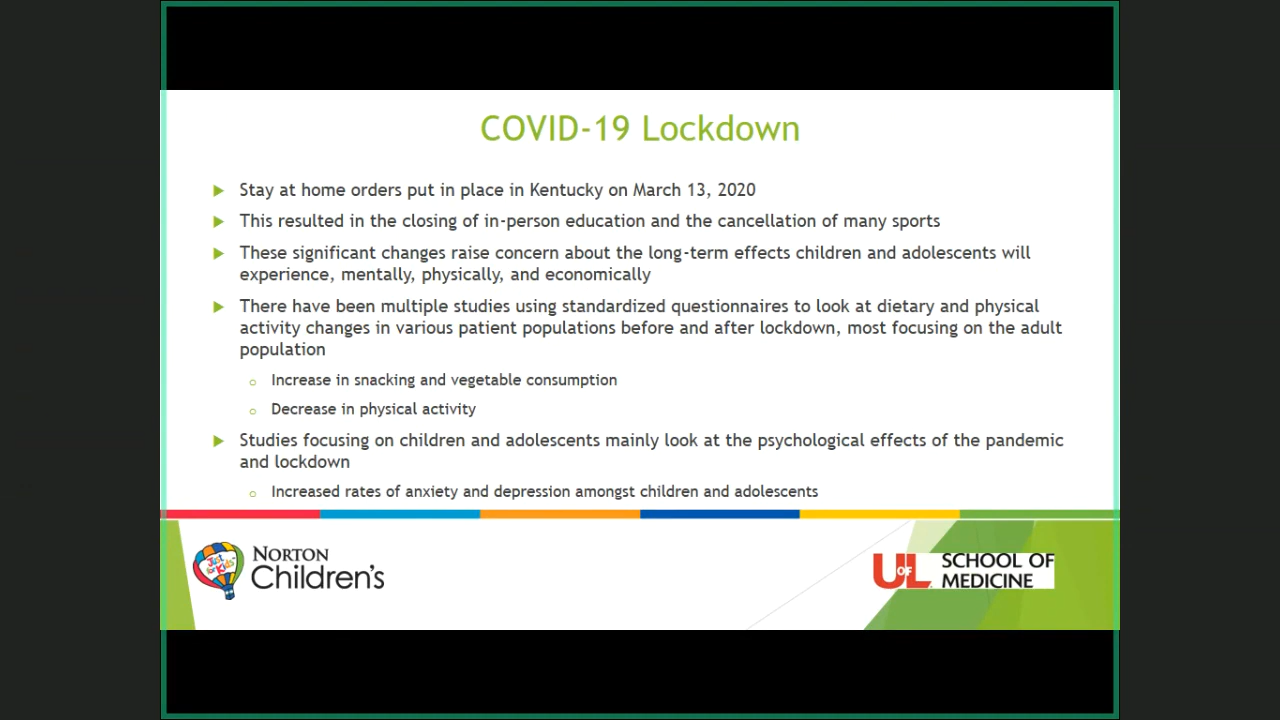 COVID-19 Lockdown
Stay at home orders put in place in Kentucky on March 13, 2020
This resulted in the closing of in-person education and the cancellation of many sports
These significant changes raise concern about the long-term effects children and adolescents will
experience, mentally, physically, and economically
There have been multiple studies using standardized questionnaires to look at dietary and physical
activity changes in various patient populations before and after lockdown, most focusing on the adult
population
Increase in snacking and vegetable consumption
Decrease in physical activity
Studies focusing on children and adolescents mainly look at the psychological effects of the pandemic
and lockdown
Increased rates of anxiety and depression amongst children and adolescents
Just
for Kids
NORTON
Children's
UOFL
SCHOOL OF
MEDICINE